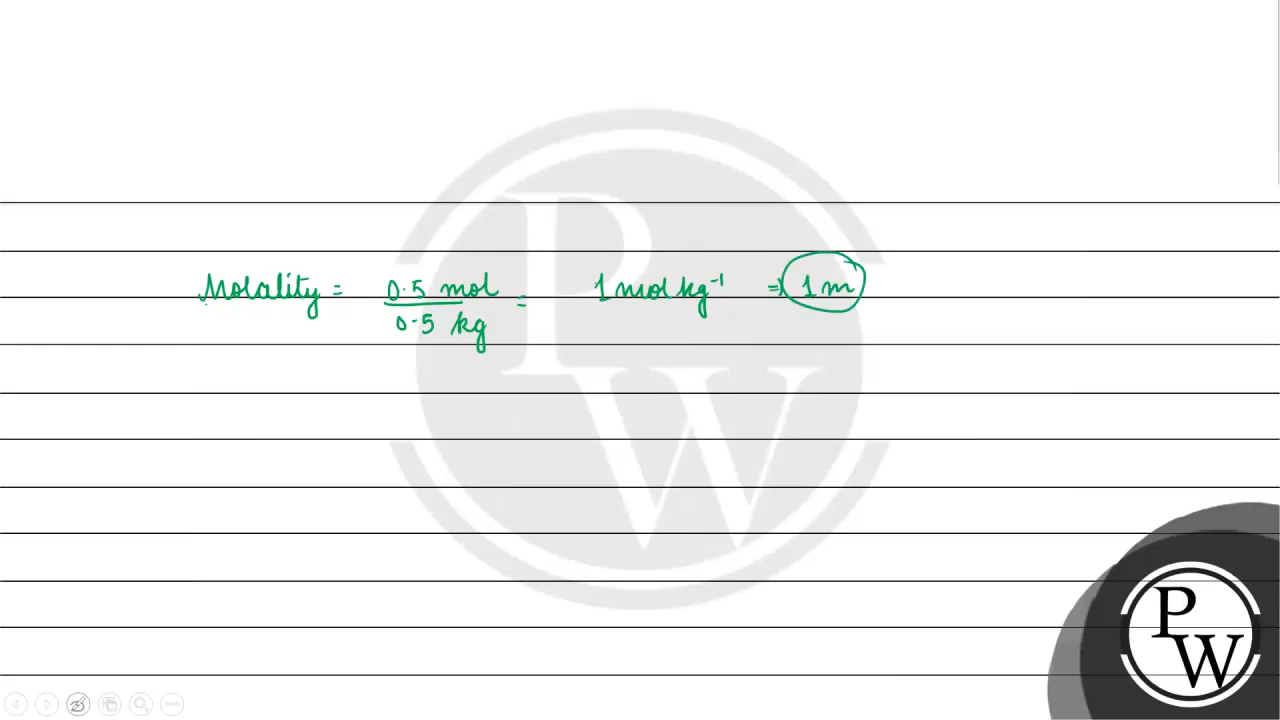 Molality = 0.5 mol / 0.5 kg = 1 mol kg⁻¹ ⇒ 1 m
P
W
P
W